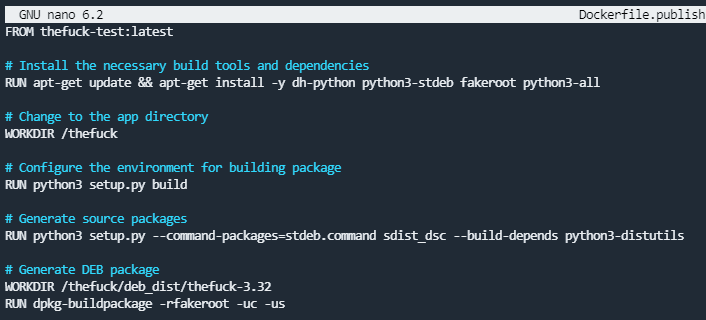 GNU nano 6.2 Dockerfile.publish
FROM thefuck-test:latest
# Install the necessary build tools and dependencies
RUN apt-get update && apt-get install -y dh-python python3-stdeb fakeroot python3-all
# Change to the app directory
WORKDIR /thefuck
# Configure the environment for building package
RUN python3 setup.py build
# Generate source packages
RUN python3 setup.py --command-packages=stdeb.command sdist_dsc --build-depends python3-distutils
# Generate DEB package
WORKDIR /thefuck/deb_dist/thefuck-3.32
RUN dpkg-buildpackage -rfakeroot -uc -us